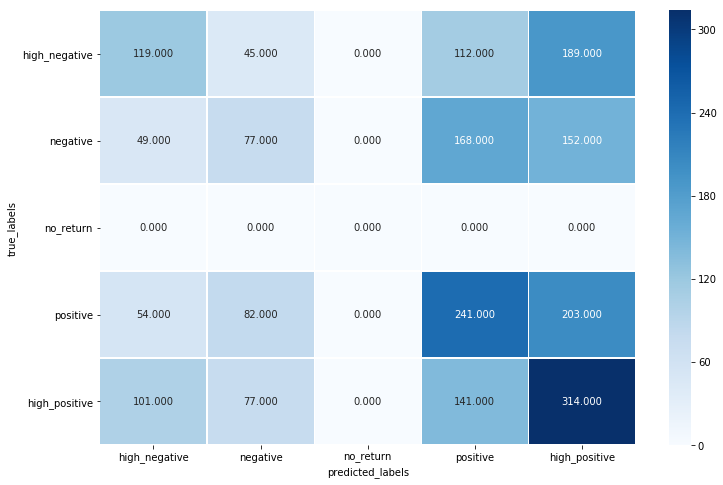 high_negative 119.000 45.000 0.000 112.000 189.000
negative 49.000 77.000 0.000 168.000 152.000
no_return 0.000 0.000 0.000 0.000 0.000
positive 54.000 82.000 0.000 241.000 203.000
high_positive 101.000 77.000 0.000 141.000 314.000
true_labels
high_negative negative no_return positive high_positive
predicted_labels
300
240
180
120
60
0